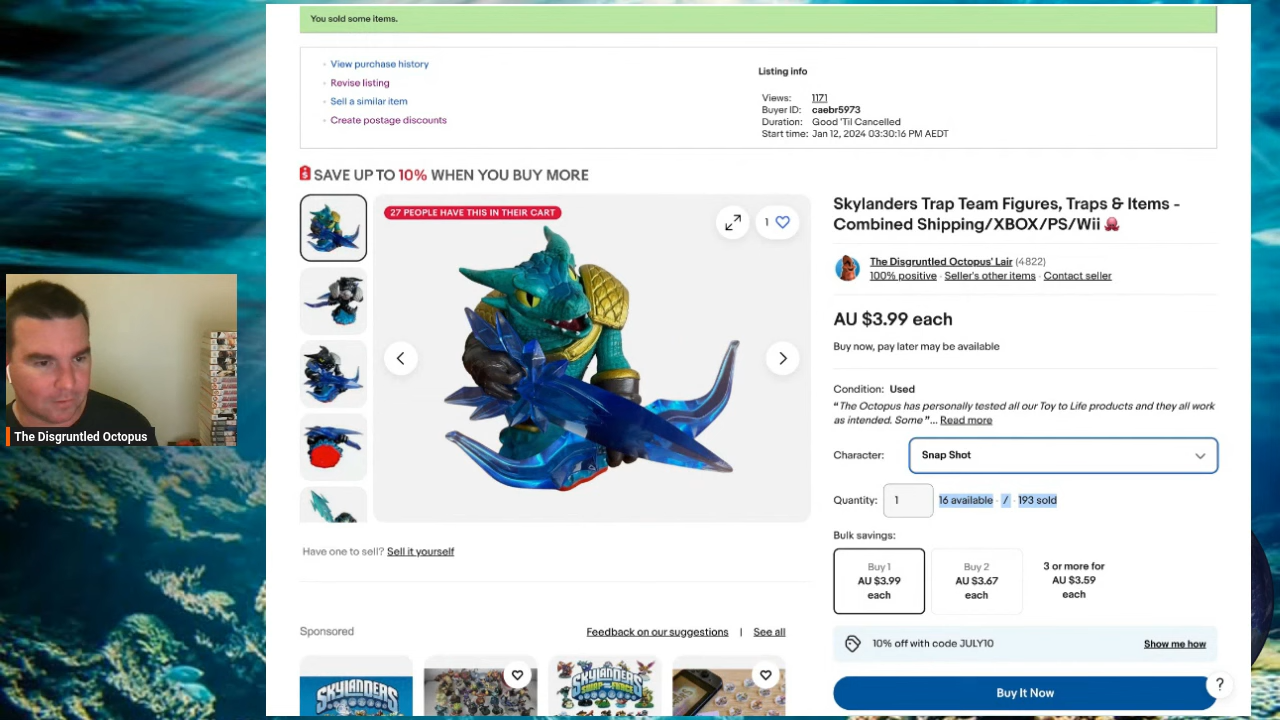 You sold some items.
View purchase history
Revise listing
Sell a similar item
Create postage discounts
Listing info
Views: 1171
Buyer ID: caebr5973
Duration: Good 'Til Cancelled
Start time: Jan 12, 2024 03:30:16 PM AEDT
SAVE UP TO 10% WHEN YOU BUY MORE
27 PEOPLE HAVE THIS IN THEIR CART
1
Skylanders Trap Team Figures, Traps & Items -
Combined Shipping/XBOX/PS/Wii
The Disgruntled Octopus' Lair (4822)
100% positive · Seller's other items · Contact seller
AU $3.99 each
Buy now, pay later may be available
Condition: Used
“The Octopus has personally tested all our Toy to Life products and they all work
as intended. Some”... Read more
Character: Snap Shot
Quantity: 1 16 available · / · 193 sold
Bulk savings:
Buy 1
AU $3.99
each
Buy 2
AU $3.67
each
3 or more for
AU $3.59
each
10% off with code JULY10 Show me how
Buy It Now
?
The Disgruntled Octopus
Have one to sell? Sell it yourself
Sponsored
Feedback on our suggestions | See all
SKYLANDERS
SKYLANDERS
SWAP FORCE